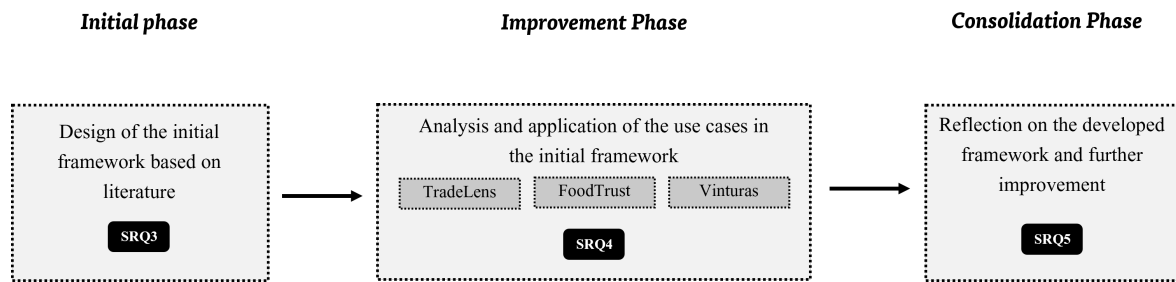 Initial phase
Improvement Phase
Consolidation Phase
Design of the initial
framework based on
literature
SRQ3
Analysis and application of the use cases in
the initial framework
TradeLens
FoodTrust
Vinturas
SRQ4
Reflection on the developed
framework and further
improvement
SRQ5